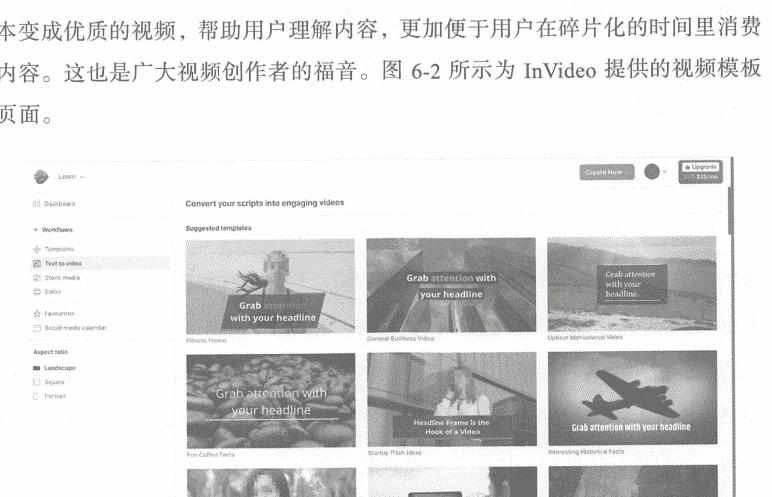 本变成优质的视频，帮助用户理解内容，更加便于用户在碎片化的时间里消费
内容。这也是广大视频创作者的福音。图 6-2 所示为 InVideo 提供的视频模板
页面。
Learn
Create New
Upgrade
$15/mo
Dashboard
Convert your scripts into engaging videos
Workflows
Suggested templates
Templates
Text to video
Stock media
Editor
Favourites
Social media calendar
Aspect ratio
Landscape
Square
Portrait
Grab attention
with your headline
Fitness Frame
Grab attention with
your headline
General Business Video
Grab attention
with your
headline.
Upbeat Motivational Video
Grab attention with
your headline
Fun Coffee Facts
Headline Frame is the
Hook of a Video
Startup Pitch Ideas
Grab attention with your headline
Interesting Historical Facts